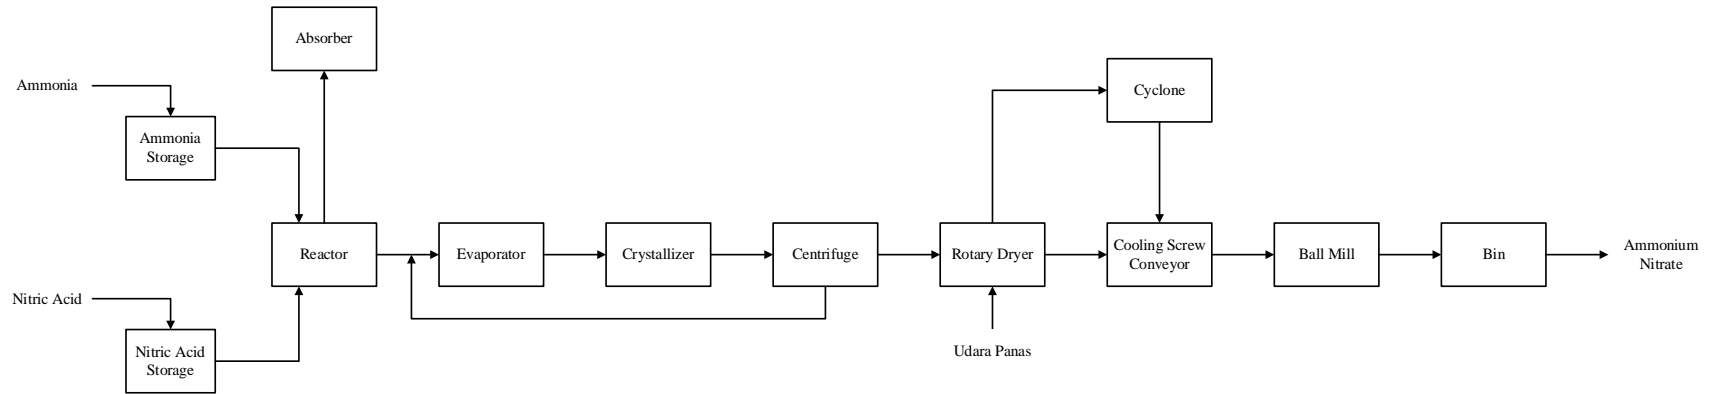 Absorber
Ammonia
Cyclone
Ammonia
Storage
Reactor
Evaporator
Crystallizer
Centrifuge
Rotary Dryer
Cooling Screw
Conveyor
Ball Mill
Bin
Ammonium
Nitrate
Nitric Acid
Nitric Acid
Storage
Udara Panas